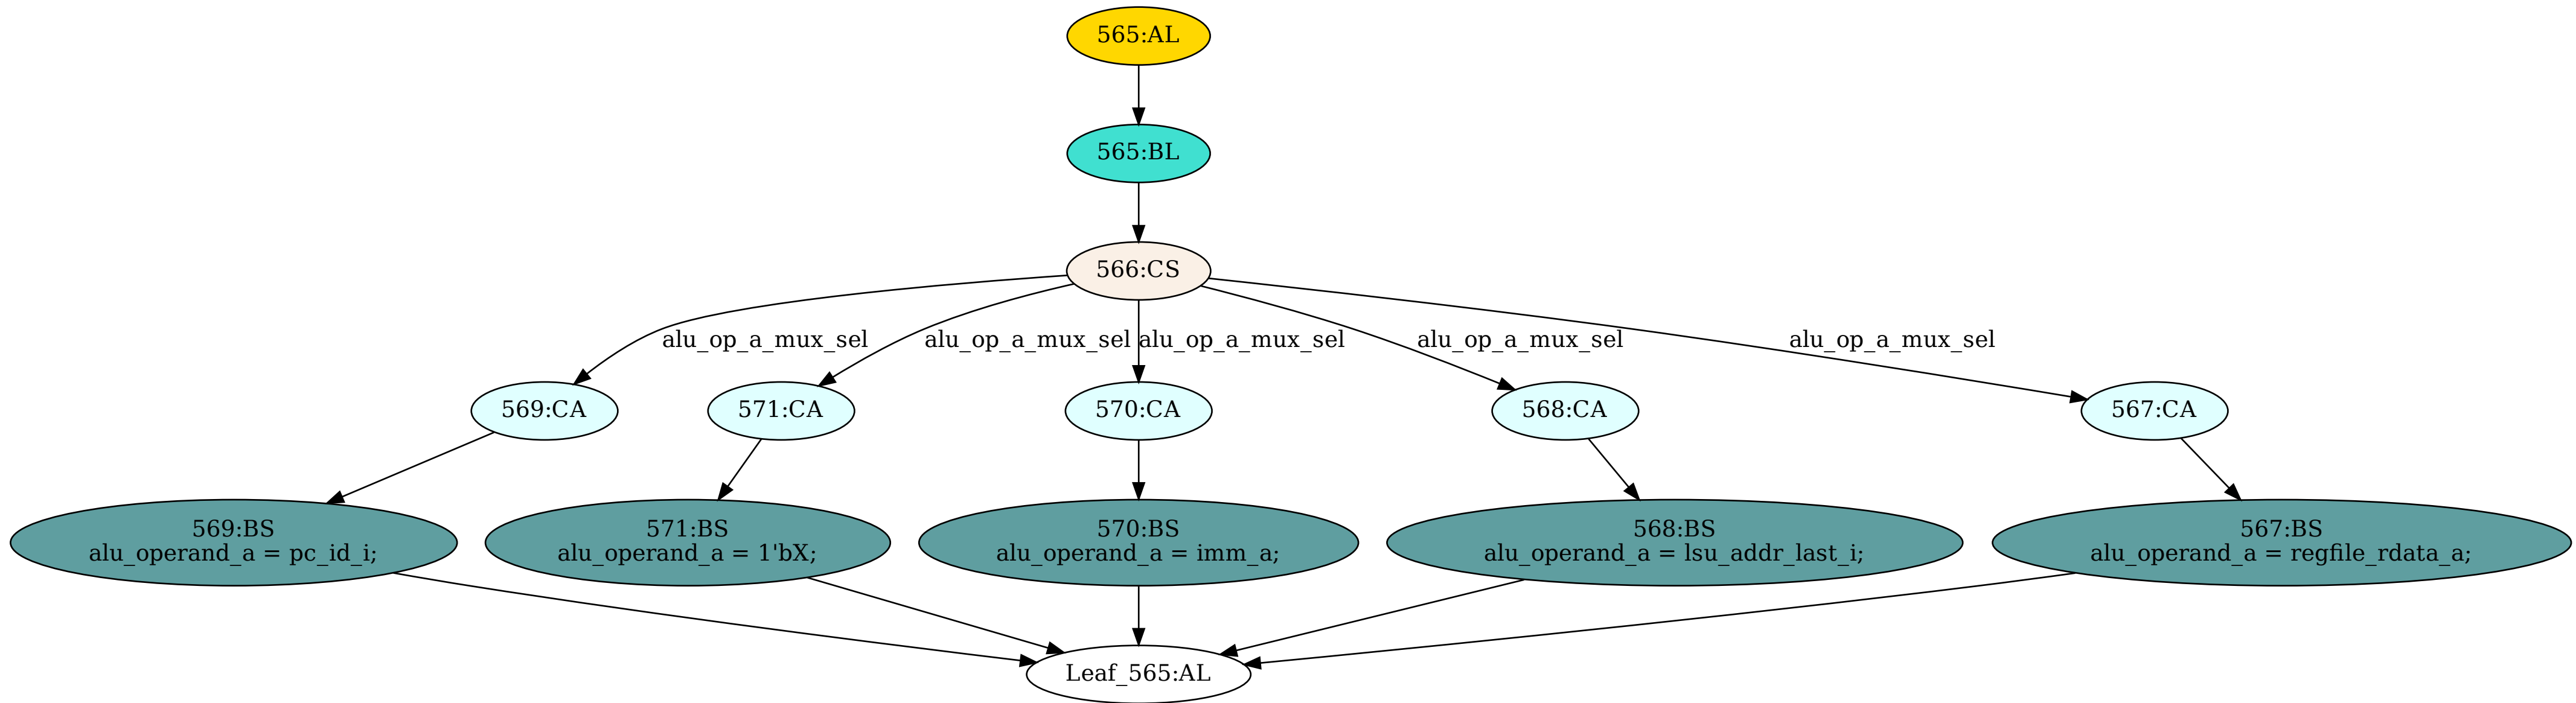 565:AL
565:BL
566:CS
alu_op_a_mux_sel
alu_op_a_mux_sel
alu_op_a_mux_sel
alu_op_a_mux_sel
alu_op_a_mux_sel
569:CA
571:CA
570:CA
568:CA
567:CA
569:BS
alu_operand_a = pc_id_i;
571:BS
alu_operand_a = 1'bX;
570:BS
alu_operand_a = imm_a;
568:BS
alu_operand_a = lsu_addr_last_i;
567:BS
alu_operand_a = regfile_rdata_a;
Leaf_565:AL